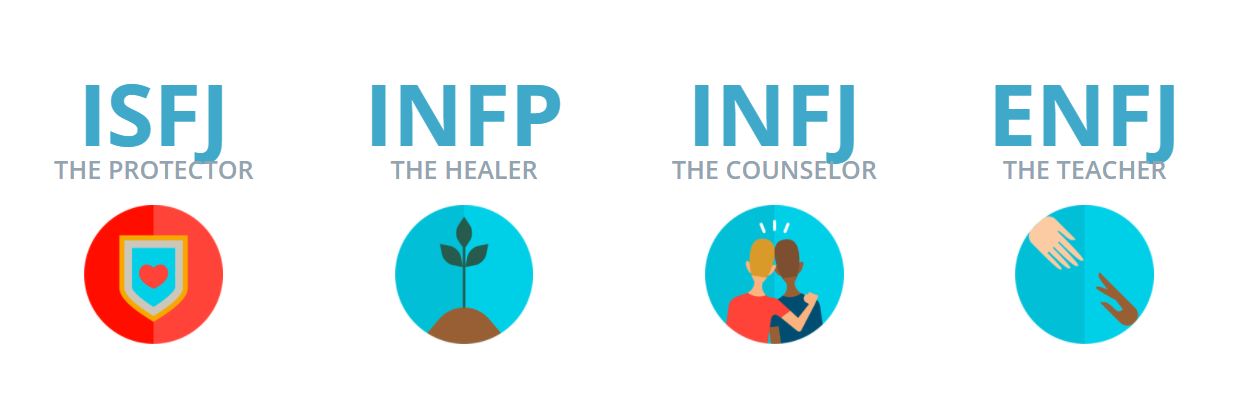 ISFJ
THE PROTECTOR
INFP
THE HEALER
INFJ
THE COUNSELOR
ENFJ
THE TEACHER